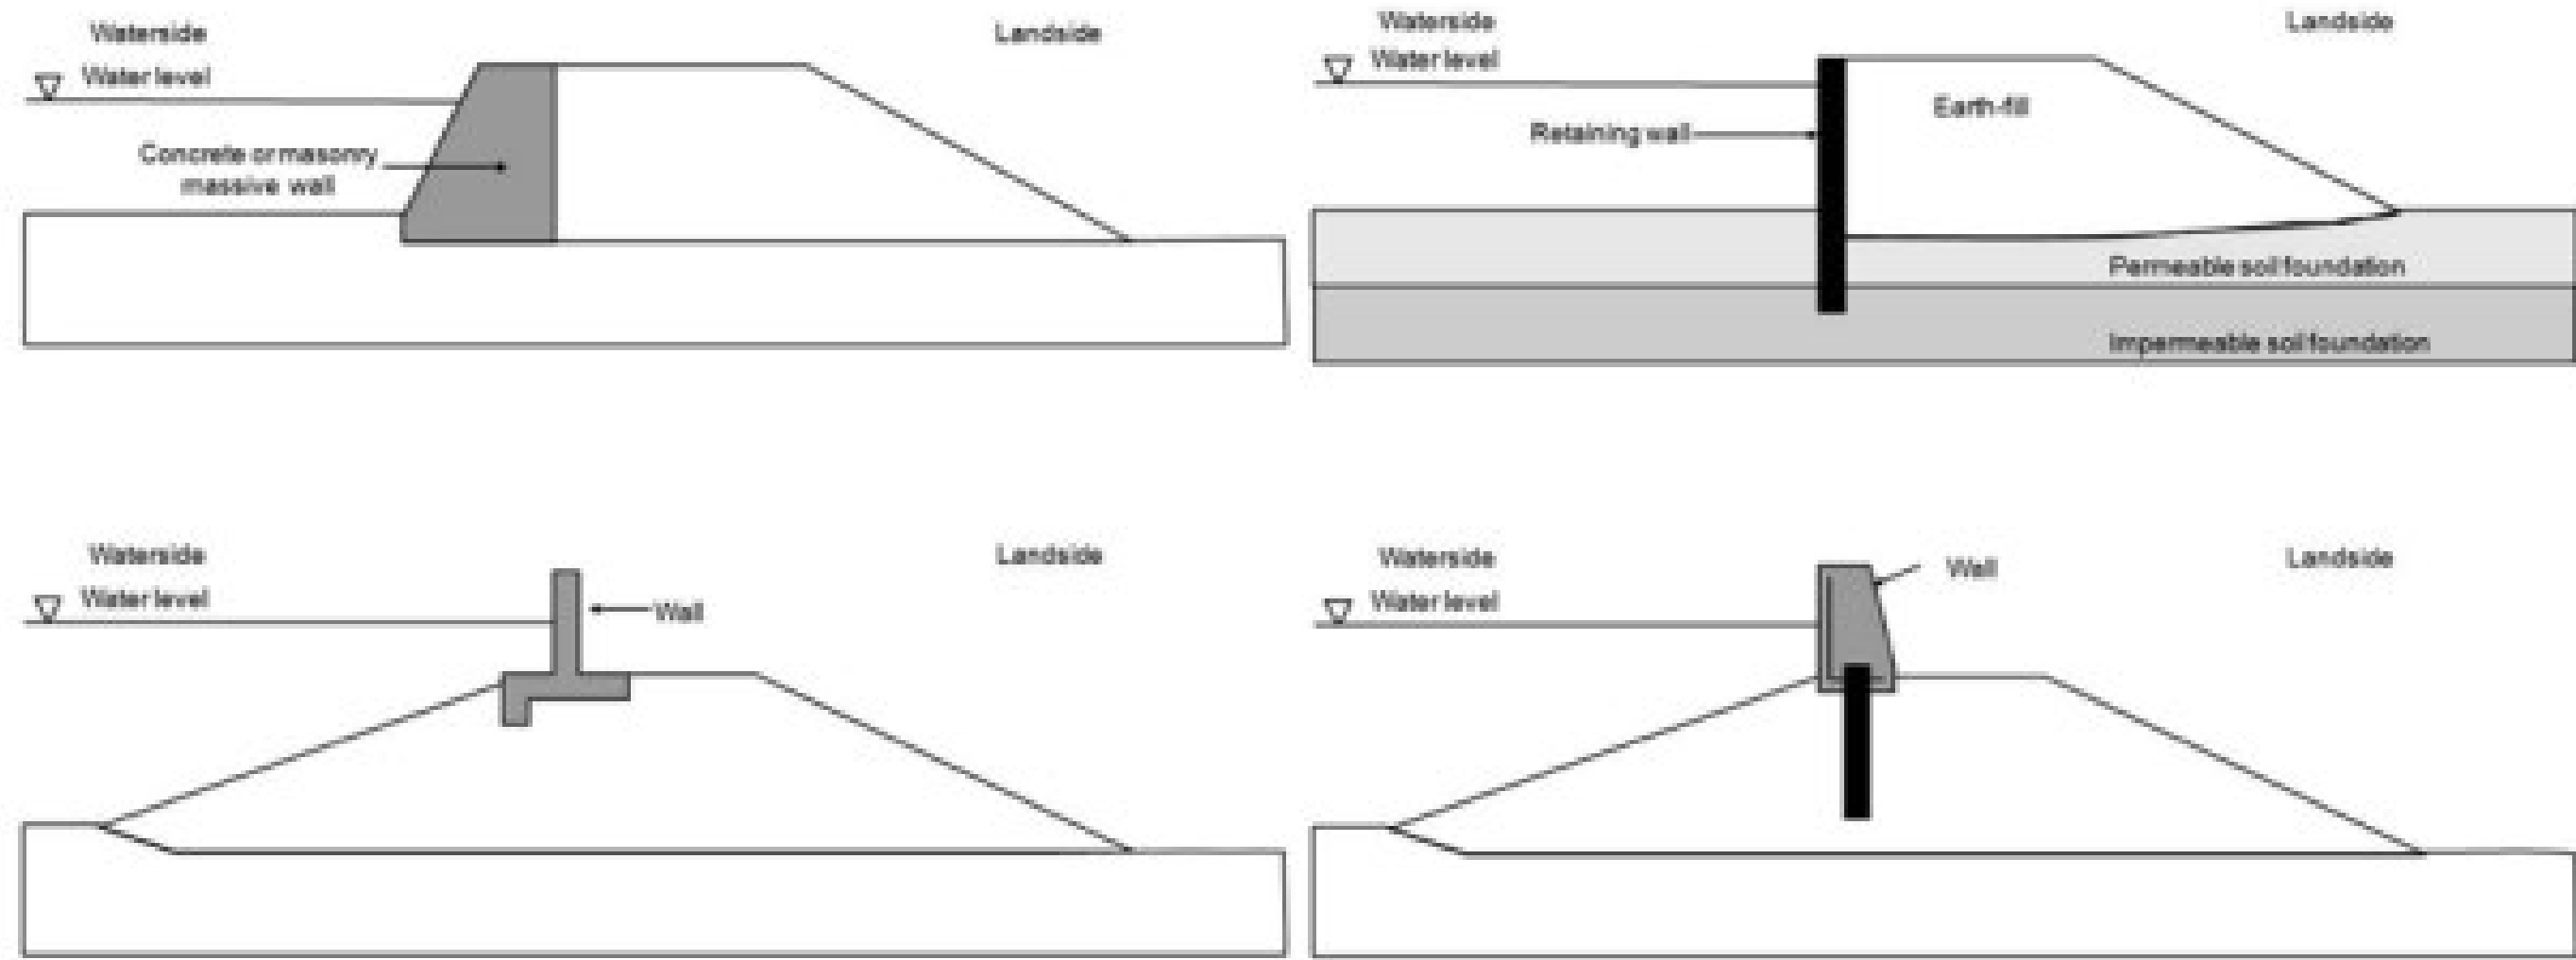 Waterside
Landside
Water level
Concrete or masonry
massive wall
Waterside
Landside
Water level
Earth-fill
Retaining wall
Permeable soil foundation
Impermeable soil foundation
Waterside
Landside
Water level
Wall
Waterside
Landside
Wall
Water level